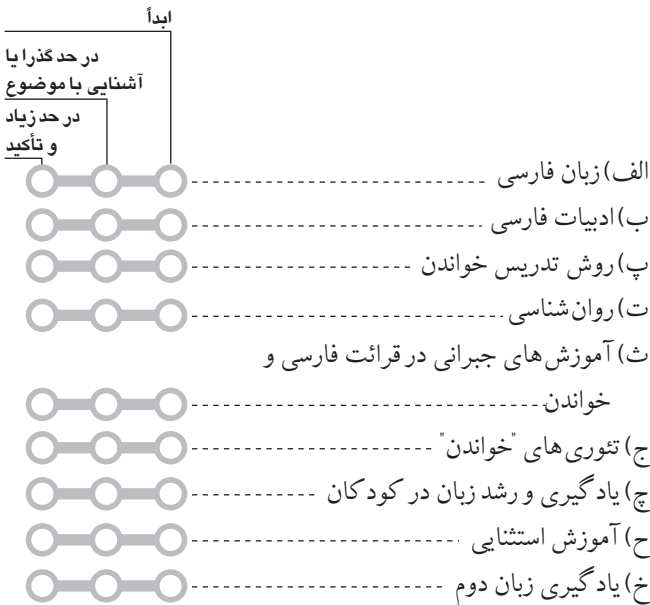 ابداً
در حد گذرا یا
آشنایی با موضوع
در حد زیاد
و تأکید
الف) زبان فارسی
ب) ادبیات فارسی
پ) روش تدریس خواندن
ت) روان‌شناسی
ث) آموزش‌های جبرانی در قرائت فارسی و
خواندن
ج) تئوری‌های "خواندن"
چ) یادگیری و رشد زبان در کودکان
ح) آموزش استثنایی
خ) یادگیری زبان دوم